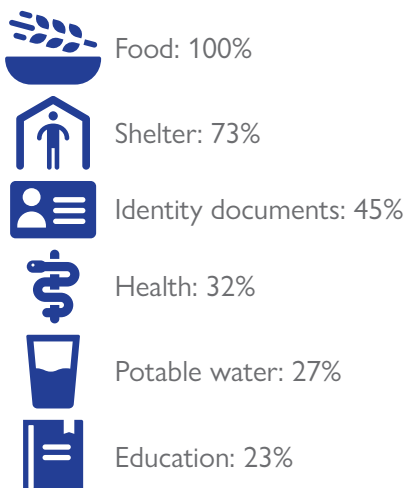 Food: 100%
Shelter: 73%
Identity documents: 45%
Health: 32%
Potable water: 27%
Education: 23%